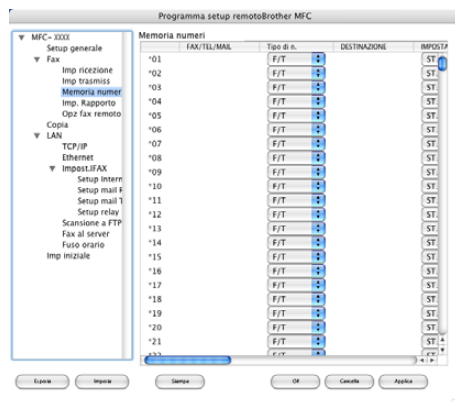 Programma setup remotoBrother MFC
MFC- XXXX
Setup generale
Fax
Imp ricezione
Imp trasmiss
Memoria numer
Imp. Rapporto
Opz fax remoto
Copia
LAN
TCP/IP
Ethernet
Impost.IFAX
Setup Intern
Setup mail R
Setup mail T
Setup relay
Scansione a FTP
Fax al server
Fuso orario
Imp iniziale
Memoria numeri
FAX/TEL/MAIL Tipo di n. DESTINAZIONE IMPOSTA
*01 F/T ST.
*02 F/T ST.
*03 F/T ST.
*04 F/T ST.
*05 F/T ST.
*06 F/T ST.
*07 F/T ST.
*08 F/T ST.
*09 F/T ST.
*10 F/T ST.
*11 F/T ST.
*12 F/T ST.
*13 F/T ST.
*14 F/T ST.
*15 F/T ST.
*16 F/T ST.
*17 F/T ST.
*18 F/T ST.
*19 F/T ST.
*20 F/T ST.
*21 F/T ST.
*22 F/T ST.
Esporta Importa Stampa OK Cancella Applica